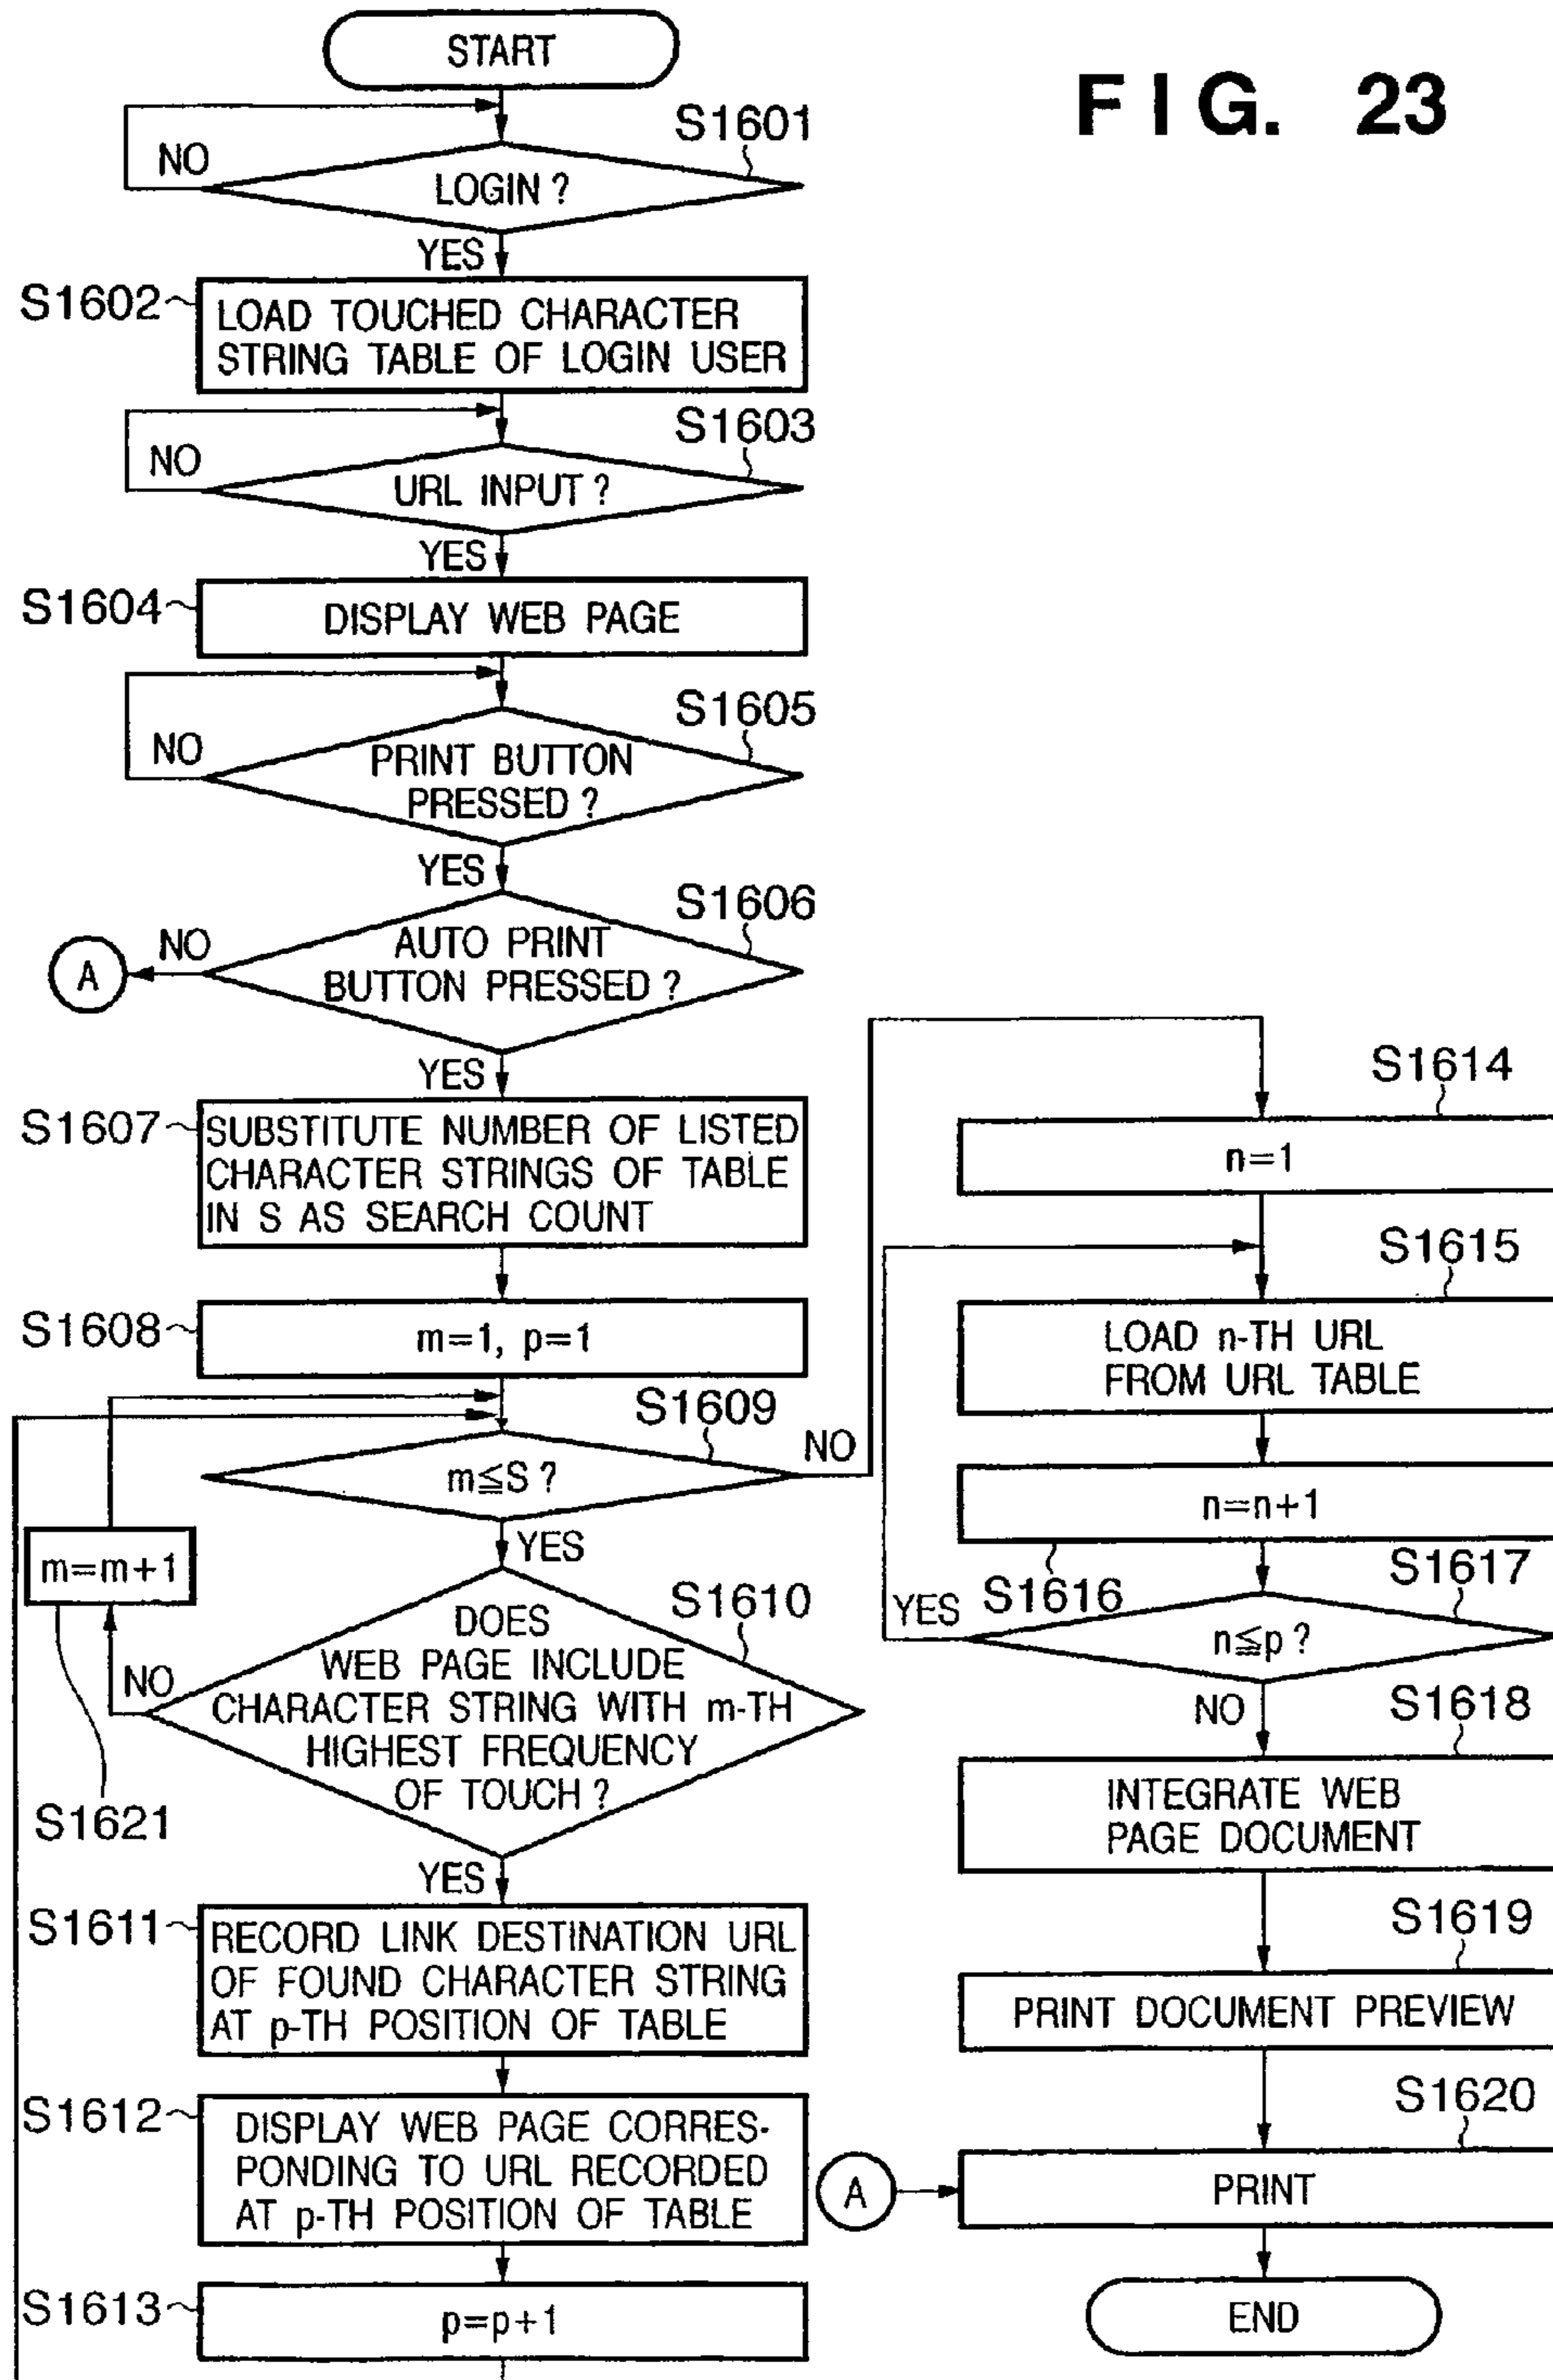 FIG. 23
START
S1601
NO
LOGIN ?
YES
S1602
LOAD TOUCHED CHARACTER
STRING TABLE OF LOGIN USER
S1603
NO
URL INPUT ?
YES
S1604
DISPLAY WEB PAGE
S1605
NO
PRINT BUTTON
PRESSED ?
YES
S1606
A
NO
AUTO PRINT
BUTTON PRESSED ?
YES
S1607
SUBSTITUTE NUMBER OF LISTED
CHARACTER STRINGS OF TABLE
IN S AS SEARCH COUNT
S1608
m=1, p=1
S1609
NO
m≦S ?
YES
m=m+1
S1621
NO
S1610
DOES
WEB PAGE INCLUDE
CHARACTER STRING WITH m-TH
HIGHEST FREQUENCY
OF TOUCH ?
YES
S1611
RECORD LINK DESTINATION URL
OF FOUND CHARACTER STRING
AT p-TH POSITION OF TABLE
S1612
DISPLAY WEB PAGE CORRES-
PONDING TO URL RECORDED
AT p-TH POSITION OF TABLE
S1613
p=p+1
S1614
n=1
S1615
LOAD n-TH URL
FROM URL TABLE
n=n+1
S1616
S1617
YES
n≦p ?
NO
S1618
INTEGRATE WEB
PAGE DOCUMENT
S1619
PRINT DOCUMENT PREVIEW
S1620
A
PRINT
END